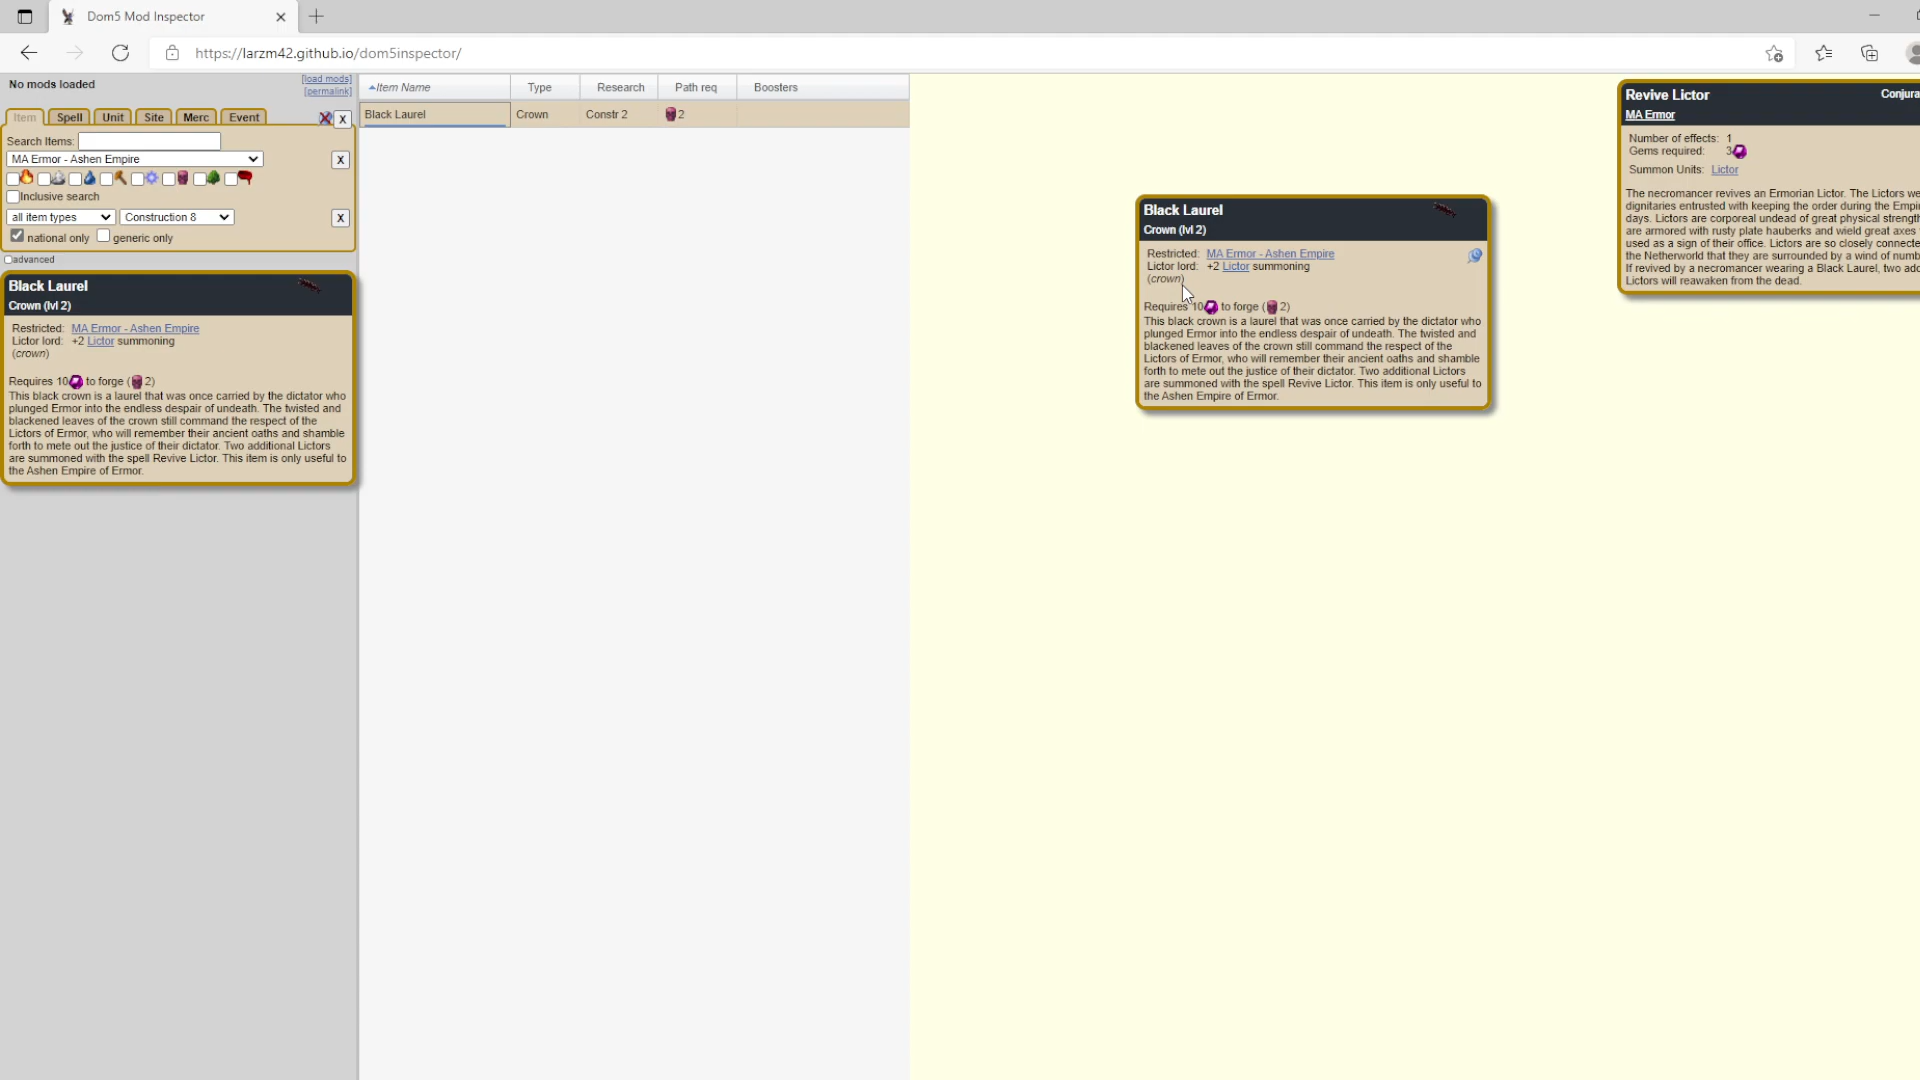 Dom5 Mod Inspector
https://larzm42.github.io/dom5inspector/
No mods loaded
[load mods]
[permalink]
Item Spell Unit Site Merc Event
X
Search Items:
MA Ermor - Ashen Empire
X
Inclusive search
all item types Construction 8
X
national only generic only
advanced
Black Laurel
Crown (lvl 2)
Restricted: MA Ermor - Ashen Empire
Lictor lord: +2 Lictor summoning
(crown)
Requires 10 to forge ( 2)
This black crown is a laurel that was once carried by the dictator who
plunged Ermor into the endless despair of undeath. The twisted and
blackened leaves of the crown still command the respect of the
Lictors of Ermor, who will remember their ancient oaths and shamble
forth to mete out the justice of their dictator. Two additional Lictors
are summoned with the spell Revive Lictor. This item is only useful to
the Ashen Empire of Ermor.
Item Name Type Research Path req Boosters
Black Laurel Crown Constr 2 2
Black Laurel
Crown (lvl 2)
Restricted: MA Ermor - Ashen Empire
Lictor lord: +2 Lictor summoning
(crown)
Requires 10 to forge ( 2)
This black crown is a laurel that was once carried by the dictator who
plunged Ermor into the endless despair of undeath. The twisted and
blackened leaves of the crown still command the respect of the
Lictors of Ermor, who will remember their ancient oaths and shamble
forth to mete out the justice of their dictator. Two additional Lictors
are summoned with the spell Revive Lictor. This item is only useful to
the Ashen Empire of Ermor.
Revive Lictor Conjura
MA Ermor
Number of effects: 1
Gems required: 3
Summon Units: Lictor
The necromancer revives an Ermorian Lictor. The Lictors we
dignitaries entrusted with keeping the order during the Empi
days. Lictors are corporeal undead of great physical strengt
are armored with rusty plate hauberks and wield great axes
used as a sign of their office. Lictors are so closely connecte
the Netherworld that they are surrounded by a wind of numb
If revived by a necromancer wearing a Black Laurel, two add
Lictors will reawaken from the dead.